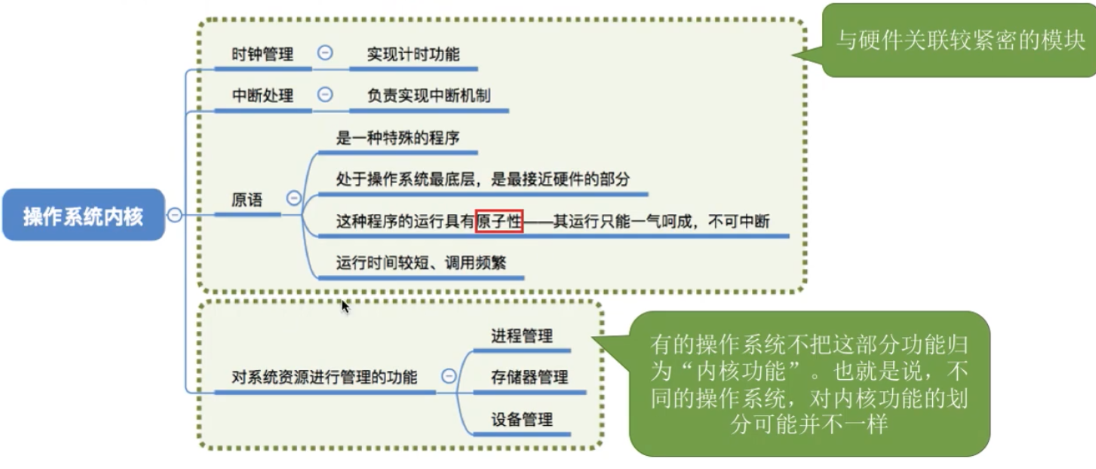 与硬件关联较紧密的模块
时钟管理
实现计时功能
中断处理
负责实现中断机制
是一种特殊的程序
处于操作系统最底层，是最接近硬件的部分
原语
操作系统内核
这种程序的运行具有原子性——其运行只能一气呵成，不可中断
运行时间较短、调用频繁
对系统资源进行管理的功能
进程管理
存储器管理
设备管理
有的操作系统不把这部分功能归
为“内核功能”。也就是说，不
同的操作系统，对内核功能的划
分可能并不一样